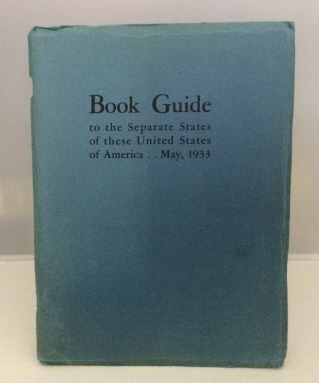 Book Guide
to the Separate States
of these United States
of America . . May, 1933